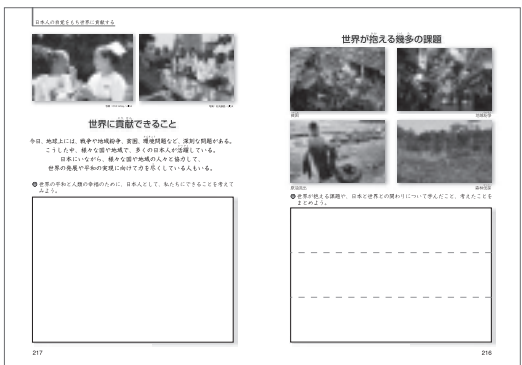 日本人の自覚をもち世界に貢献する
世界に貢献できること
今日、地球上には、戦争や地域紛争、貧困、環境問題など、深刻な問題がある。
こうした中、様々な国や地域で、多くの日本人が活躍している。
日本にいながら、様々な国や地域の人々と協力して、
世界の発展や平和の実現に向けて力を尽くしている人もいる。
世界の平和と人類の幸福のために、日本人として、私たちにできることを考えて
みよう。
217
世界が抱える幾多の課題
貧困
地域紛争
森林伐採
世界が抱える課題や、日本と世界との関わりについて学んだこと、考えたことを
まとめよう。
216